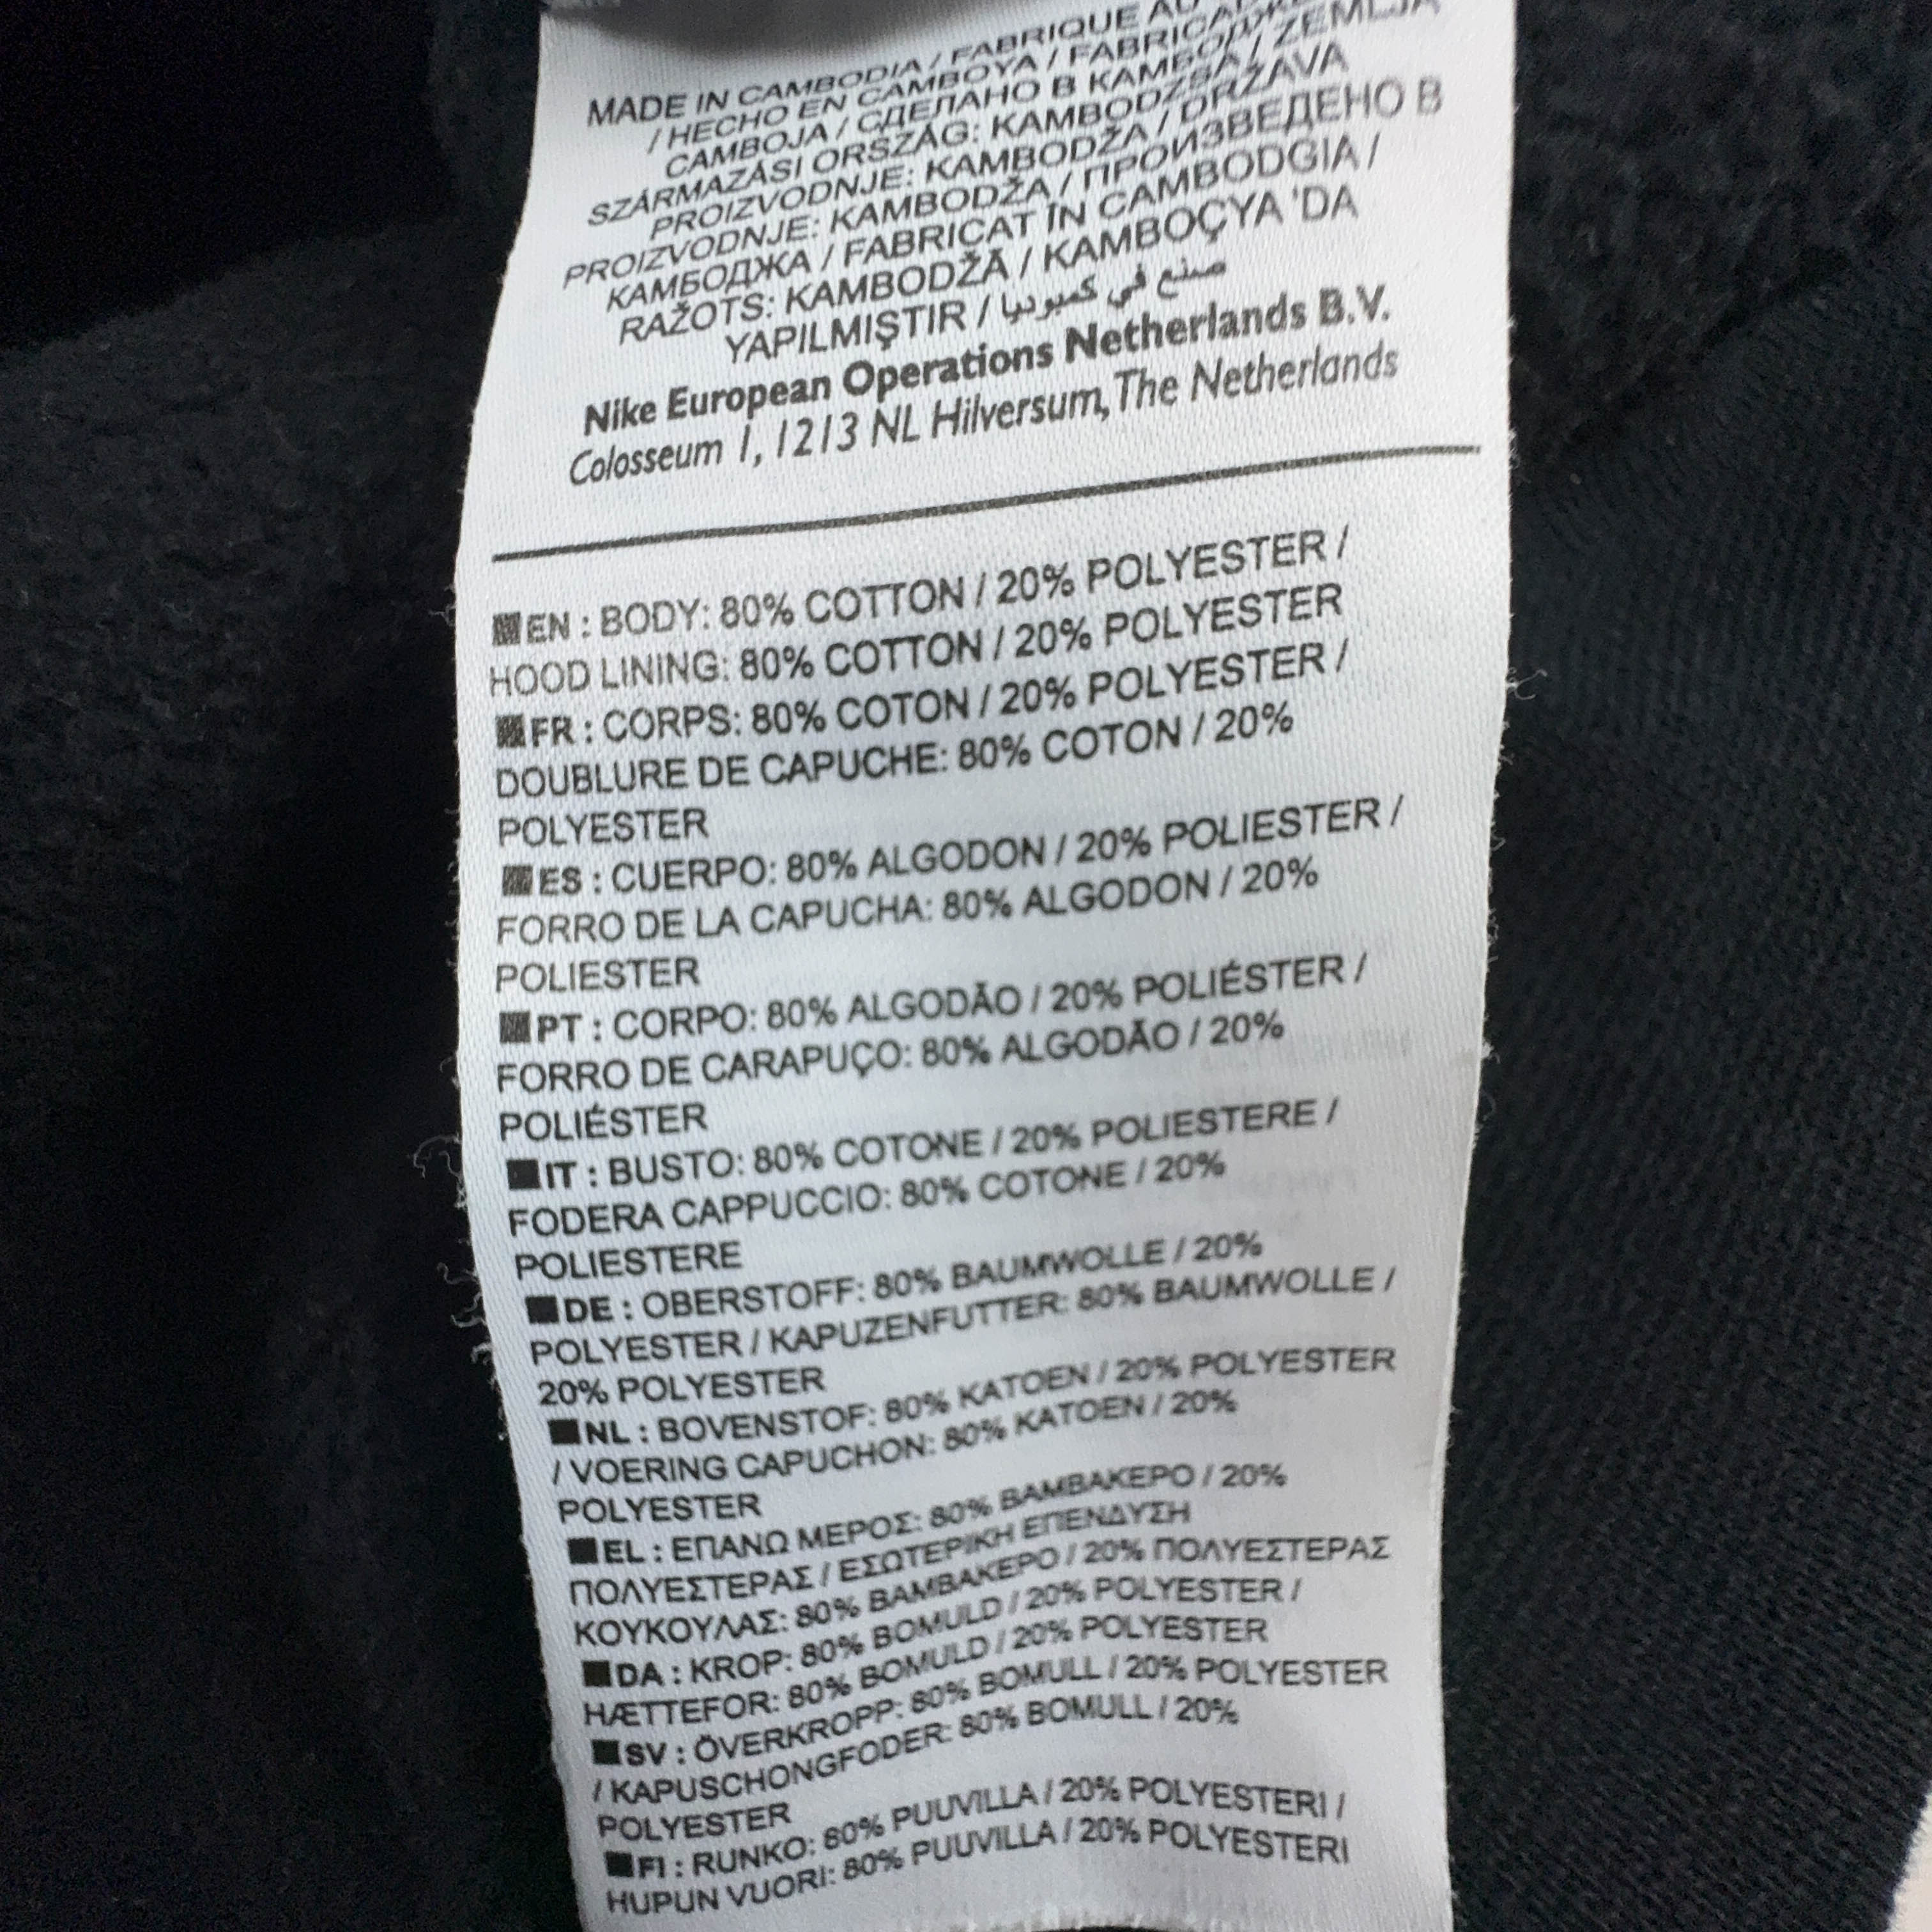 MADE IN CAMBODIA / FABRIQUE AU
/ HECHO EN CAMBOYA /
CAMBOJA / СДЕЛАНО В
SZÁRMAZÁSI ORSZÁG: KAMBODZSA / ZEMLJA
PROIZVODNJE: KAMBODŽA / DRŽAVA
PROIZVODNJE: KAMBODŽA / ПРОИЗВЕДЕНО В
КАМБОДЖА / FABRICAT ÎN CAMBODGIA /
RAŽOTS: KAMBODŽĀ / KAMBOÇYA 'DA
YAPILMIŞTIR / صنع في كمبوديا
Nike European Operations Netherlands B.V.
Colosseum 1, 1213 NL Hilversum, The Netherlands
EN : BODY: 80% COTTON / 20% POLYESTER /
HOOD LINING: 80% COTTON / 20% POLYESTER
FR : CORPS: 80% COTON / 20% POLYESTER /
DOUBLURE DE CAPUCHE: 80% COTON / 20%
POLYESTER
ES : CUERPO: 80% ALGODON / 20% POLIESTER /
FORRO DE LA CAPUCHA: 80% ALGODON / 20%
POLIESTER
PT : CORPO: 80% ALGODÃO / 20% POLIÉSTER /
FORRO DE CARAPUÇO: 80% ALGODÃO / 20%
POLIÉSTER
IT : BUSTO: 80% COTONE / 20% POLIESTERE /
FODERA CAPPUCCIO: 80% COTONE / 20%
POLIESTERE
DE : OBERSTOFF: 80% BAUMWOLLE / 20%
POLYESTER / KAPUZENFUTTER: 80% BAUMWOLLE /
20% POLYESTER
NL : BOVENSTOF: 80% KATOEN / 20% POLYESTER
/ VOERING CAPUCHON: 80% KATOEN / 20%
POLYESTER
EL : ΕΠΑΝΩ ΜΕΡΟΣ: 80% ΒΑΜΒΑΚΕΡΟ / 20%
ΠΟΛΥΕΣΤΕΡΑΣ / ΕΣΩΤΕΡΙΚΗ ΕΠΕΝΔΥΣΗ
ΚΟΥΚΟΥΛΑΣ: 80% ΒΑΜΒΑΚΕΡΟ / 20% ΠΟΛΥΕΣΤΕΡΑΣ
DA : KROP: 80% BOMULD / 20% POLYESTER /
HÆTTEFOR: 80% BOMULD / 20% POLYESTER
SV : ÖVERKROPP: 80% BOMULL / 20% POLYESTER
/ KAPUSCHONGFODER: 80% BOMULL / 20%
POLYESTER
FI : RUNKO: 80% PUUVILLA / 20% POLYESTERI /
HUPUN VUORI: 80% PUUVILLA / 20% POLYESTERI